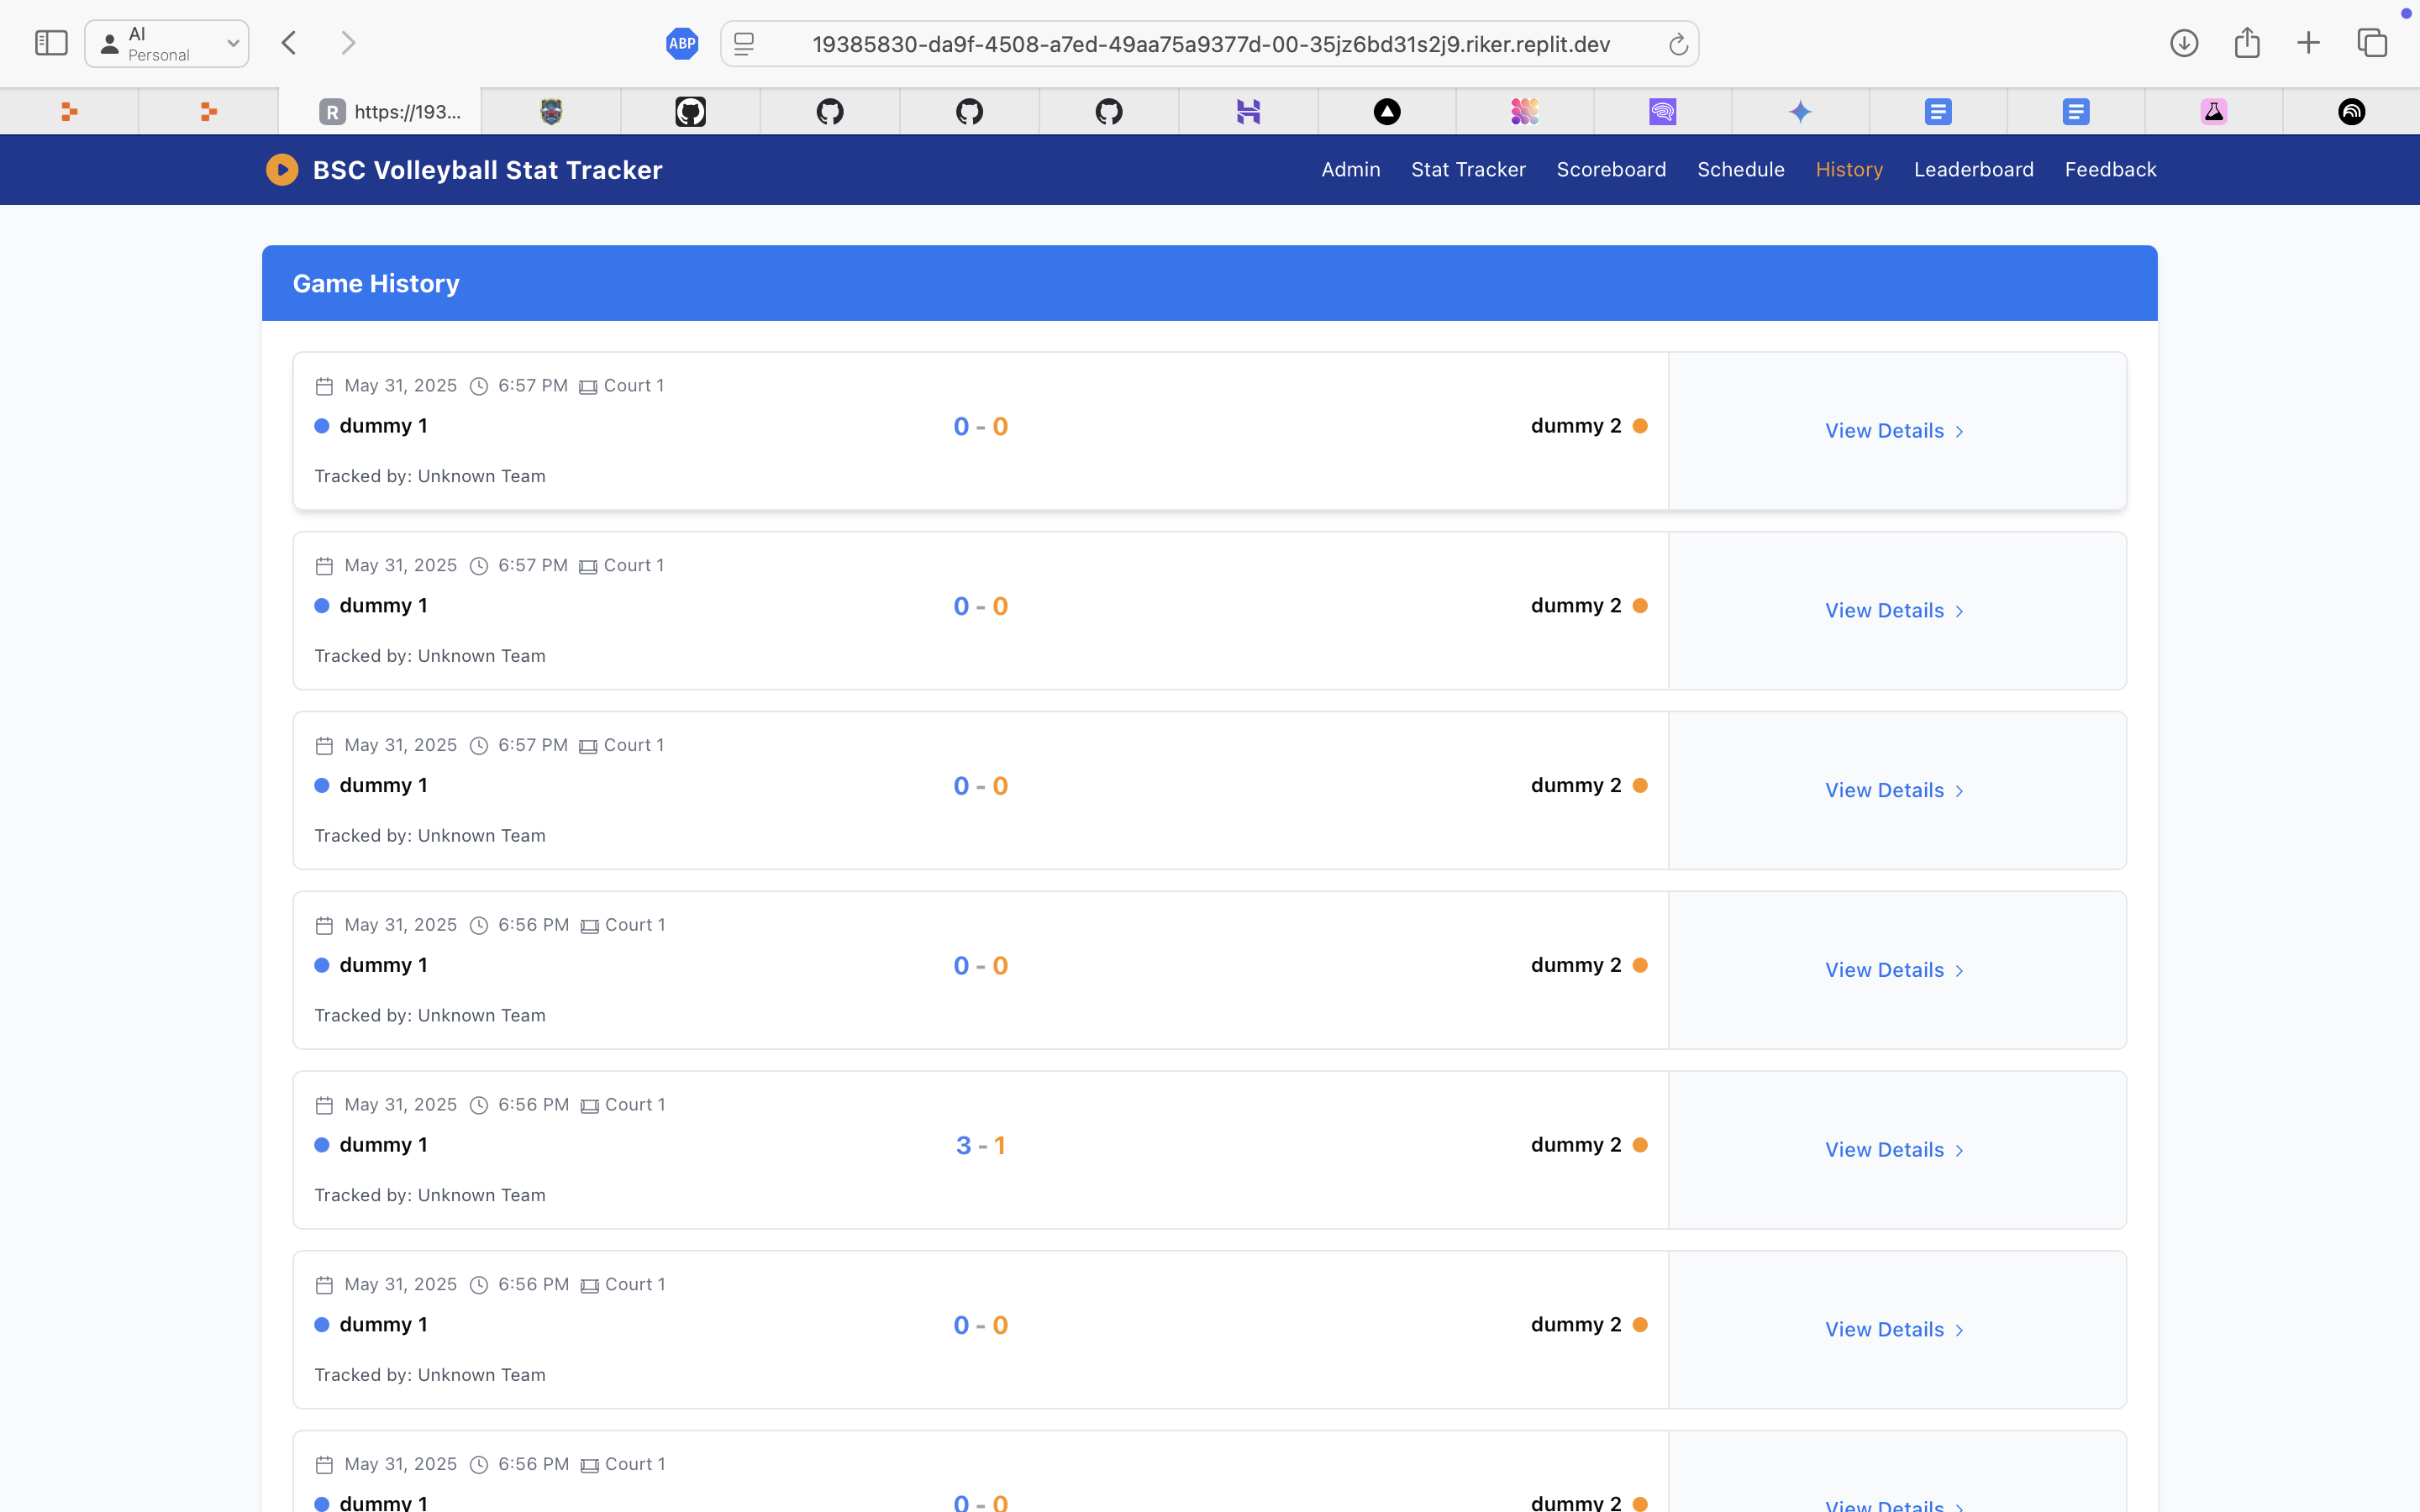 AI
Personal
ABP
19385830-da9f-4508-a7ed-49aa75a9377d-00-35jz6bd31s2j9.riker.replit.dev
R https://193...
BSC Volleyball Stat Tracker
Admin Stat Tracker Scoreboard Schedule History Leaderboard Feedback
Game History
May 31, 2025 6:57 PM Court 1
dummy 1 0 - 0 dummy 2
View Details
Tracked by: Unknown Team
May 31, 2025 6:57 PM Court 1
dummy 1 0 - 0 dummy 2
View Details
Tracked by: Unknown Team
May 31, 2025 6:57 PM Court 1
dummy 1 0 - 0 dummy 2
View Details
Tracked by: Unknown Team
May 31, 2025 6:56 PM Court 1
dummy 1 0 - 0 dummy 2
View Details
Tracked by: Unknown Team
May 31, 2025 6:56 PM Court 1
dummy 1 3 - 1 dummy 2
View Details
Tracked by: Unknown Team
May 31, 2025 6:56 PM Court 1
dummy 1 0 - 0 dummy 2
View Details
Tracked by: Unknown Team
May 31, 2025 6:56 PM Court 1
dummy 1 0 - 0 dummy 2
View Details